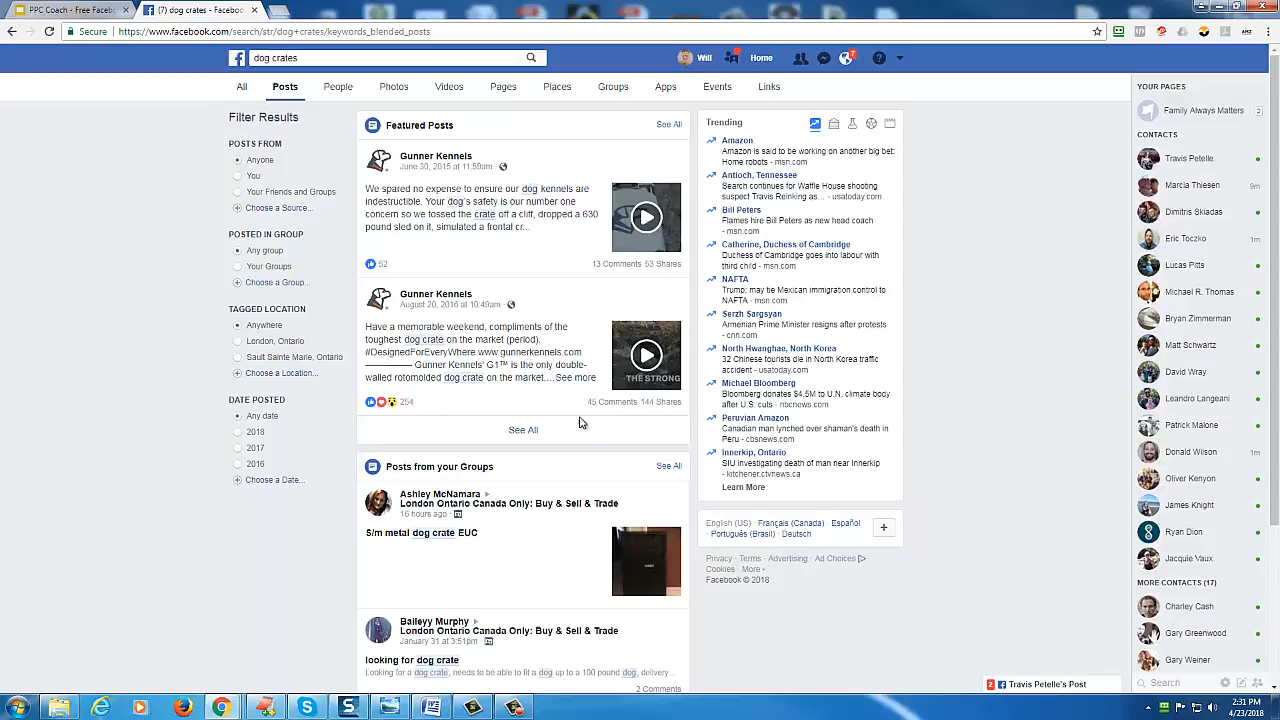 PPC Coach - Free Faceb
(7) dog crates - Facebook
Secure
https://www.facebook.com/search/str/dog+crates/keywords_blended_posts
dog crates
Will
Home
7
All
Posts
People
Photos
Videos
Pages
Places
Groups
Apps
Events
Links
Filter Results
POSTS FROM
Anyone
You
Your Friends and Groups
Choose a Source...
POSTED IN GROUP
Any group
Your Groups
Choose a Group...
TAGGED LOCATION
Anywhere
London, Ontario
Sault Sainte Marie, Ontario
Choose a Location...
DATE POSTED
Any date
2018
2017
2016
Choose a Date...
Featured Posts
See All
Gunner Kennels
June 30, 2015 at 11:59am
We spared no expense to ensure our dog kennels are
indestructible. Your dog's safety is our number one
concern so we tossed the crate off a cliff, dropped a 630
pound sled on it, simulated a frontal cr...
52
13 Comments 53 Shares
Gunner Kennels
August 20, 2016 at 10:49am
Have a memorable weekend, compliments of the
toughest dog crate on the market (period).
#DesignedForEveryWhere www.gunnerkennels.com
—————— Gunner Kennels' G1™ is the only double-
walled rotomolded dog crate on the market.... See more
THE STRONG
254
45 Comments 144 Shares
See All
Posts from your Groups
See All
Ashley McNamara
London Ontario Canada Only: Buy & Sell & Trade
16 hours ago
S/m metal dog crate EUC
Baileyy Murphy
London Ontario Canada Only: Buy & Sell & Trade
January 31 at 3:51pm
looking for dog crate
Looking for a dog crate, needs to be able to fit a dog up to a 100 pound dog, delivery...
2 Comments
Trending
Amazon
Amazon is said to be working on another big bet:
Home robots - msn.com
Antioch, Tennessee
Search continues for Waffle House shooting
suspect Travis Reinking as... - usatoday.com
Bill Peters
Flames hire Bill Peters as new head coach
- msn.com
Catherine, Duchess of Cambridge
Duchess of Cambridge goes into labour with
third child - msn.com
NAFTA
Trump: may tie Mexican immigration control to
NAFTA - msn.com
Serzh Sargsyan
Armenian Prime Minister resigns after protests
- cnn.com
North Hwanghae, North Korea
32 Chinese tourists die in North Korea traffic
accident - usatoday.com
Michael Bloomberg
Bloomberg donates $4.5M to U.N. climate body
after U.S. cuts - nbcnews.com
Peruvian Amazon
Canadian man lynched over shaman's death in
Peru - cbsnews.com
Innerkip, Ontario
SIU investigating death of man near Innerkip
- kitchener.ctvnews.ca
Learn More
English (US) · Français (Canada) · Español
· Português (Brasil) · Deutsch
Privacy · Terms · Advertising · Ad Choices
Cookies · More
Facebook © 2018
YOUR PAGES
Family Always Matters
2
CONTACTS
Travis Petelle
Marcia Thiesen
9m
Dimitris Skiadas
Eric Toczko
1m
Lucas Pitts
Michael R. Thomas
Bryan Zimmerman
Matt Schwartz
David Wray
Leandro Langeani
Patrick Malone
Donald Wilson
1m
Oliver Kenyon
James Knight
Ryan Dion
Jacquie Vaux
MORE CONTACTS (17)
Charley Cash
Gary Greenwood
Gary Weiner
Search
2 Travis Petelle's Post
2:31 PM
4/23/2018